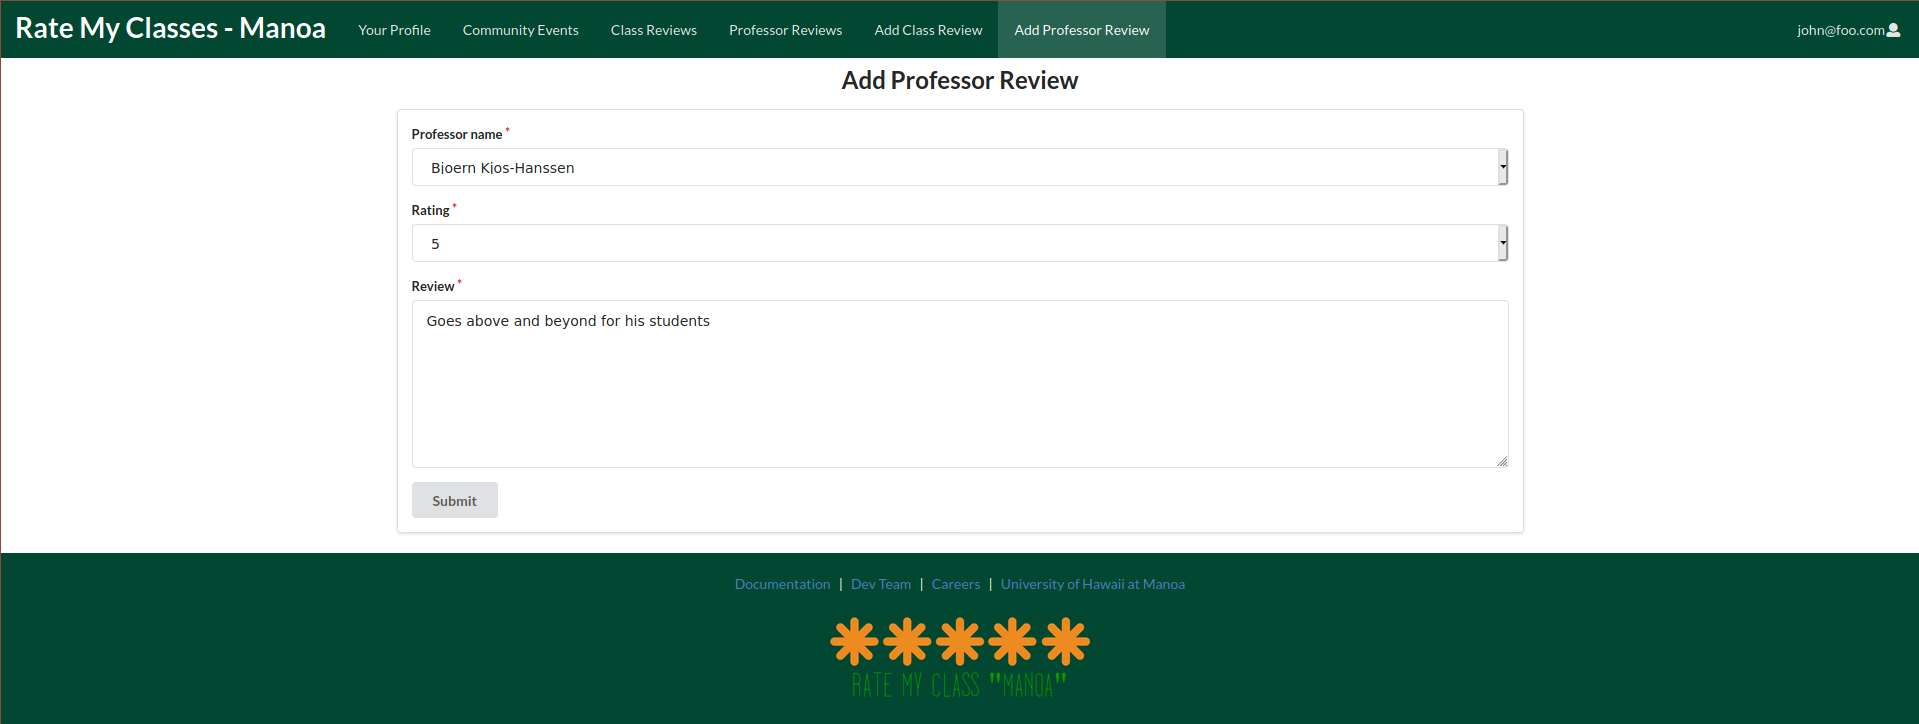 Rate My Classes - Manoa Your Profile Community Events Class Reviews Professor Reviews Add Class Review Add Professor Review john@foo.com
Add Professor Review
Professor name *
Bjoern Kjos-Hanssen
Rating *
5
Review *
Goes above and beyond for his students
Submit
Documentation | Dev Team | Careers | University of Hawaii at Manoa
RATE MY CLASS "MANOA"